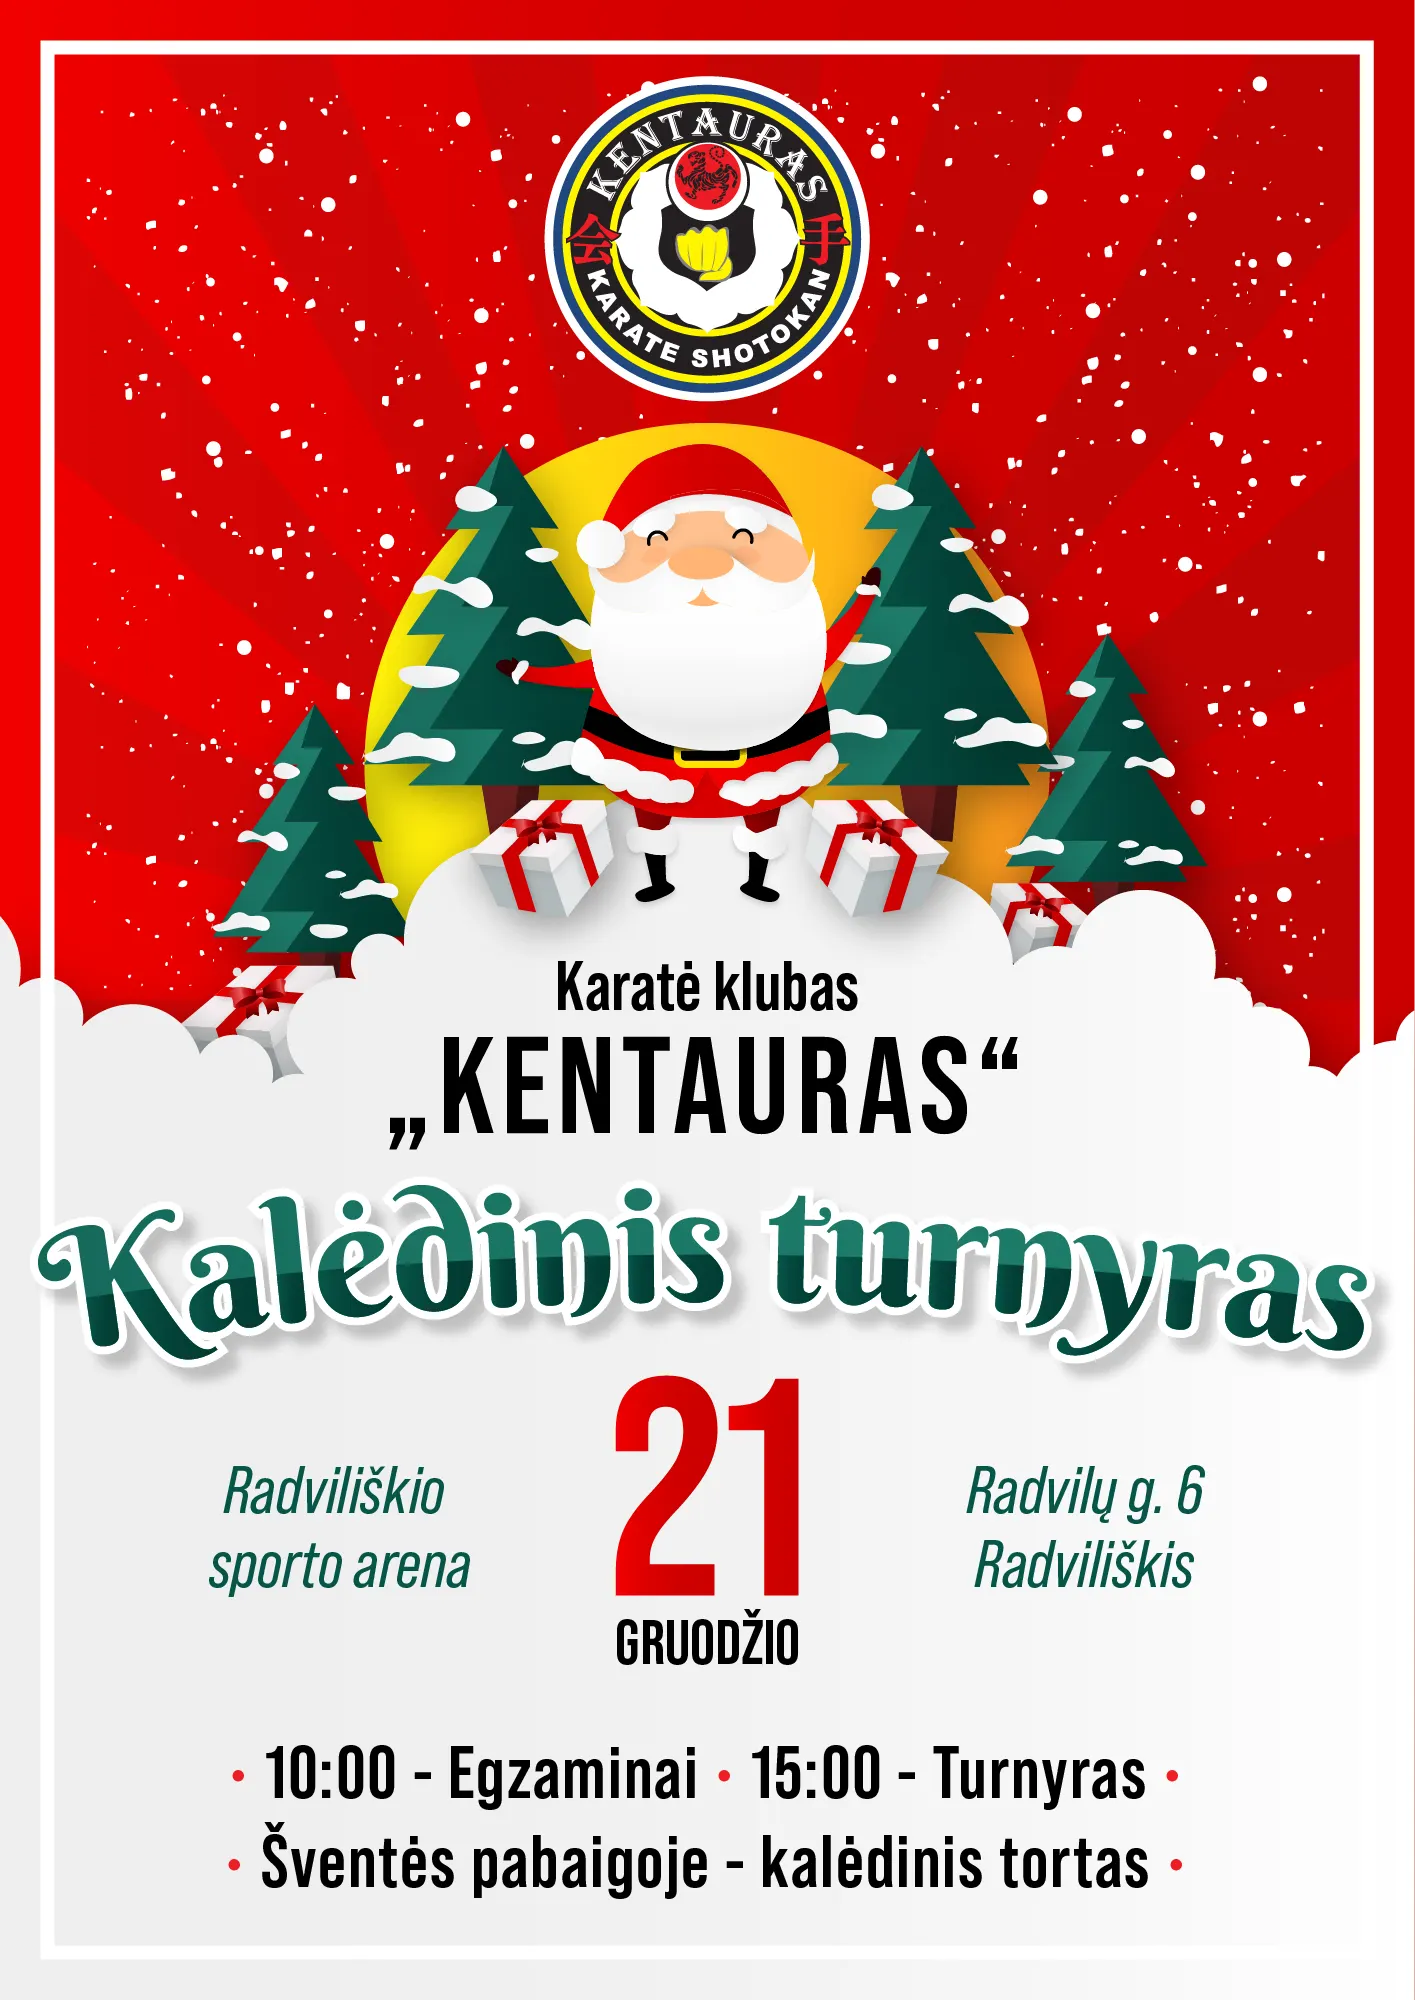 KENTAURAS
会 手
KARATE SHOTOKAN
Karatė klubas
„KENTAURAS“
Kalėdinis turnyras
21
GRUODŽIO
Radviliškio
sporto arena
Radvilų g. 6
Radviliškis
• 10:00 - Egzaminai • 15:00 - Turnyras •
• Šventės pabaigoje - kalėdinis tortas •